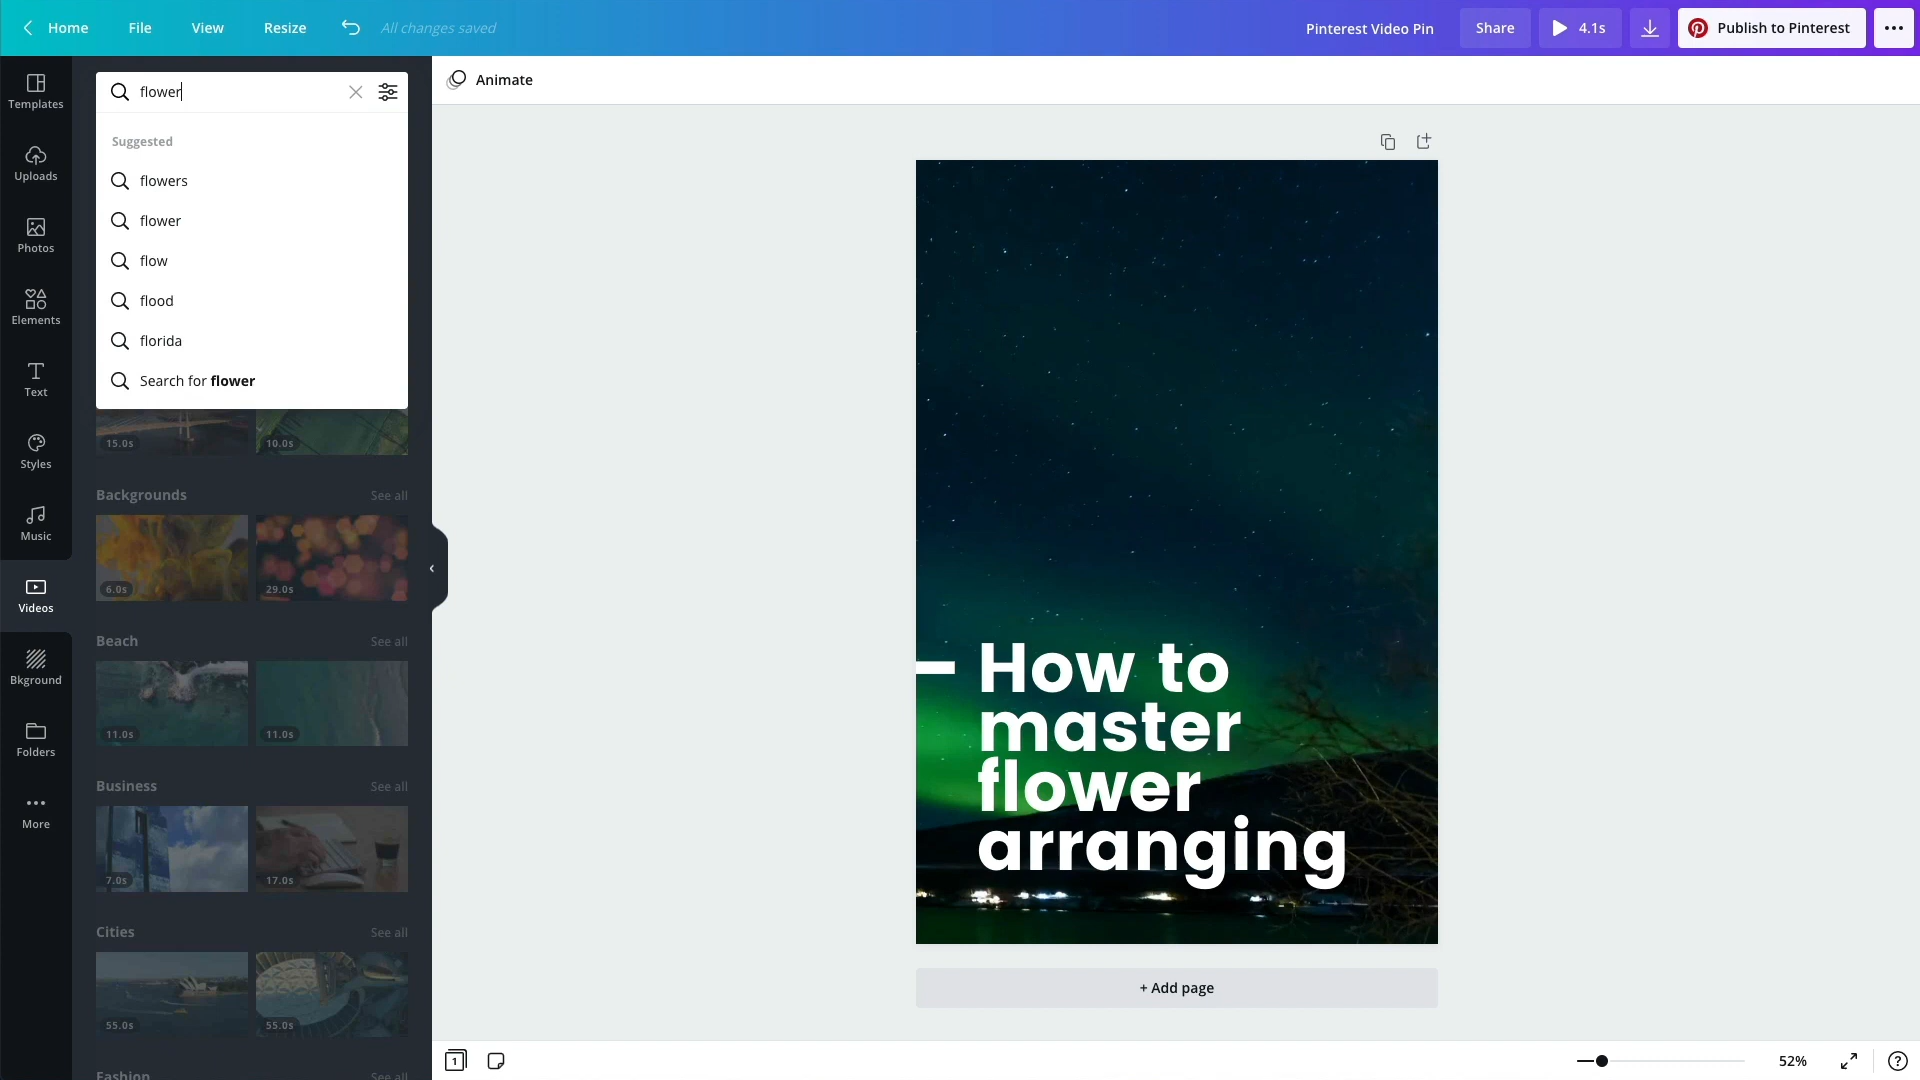 Home
File
View
Resize
All changes saved
Pinterest Video Pin
Share
4.1s
Publish to Pinterest
Templates
Uploads
Photos
Elements
Text
Styles
Music
Videos
Bkground
Folders
More
flower
Suggested
flowers
flower
flow
flood
florida
Search for flower
15.0s
10.0s
Backgrounds
See all
6.0s
29.0s
Beach
See all
11.0s
11.0s
Business
See all
7.0s
17.0s
Cities
See all
55.0s
55.0s
Fashion
See all
Animate
– How to
master
flower
arranging
+ Add page
1
52%
?